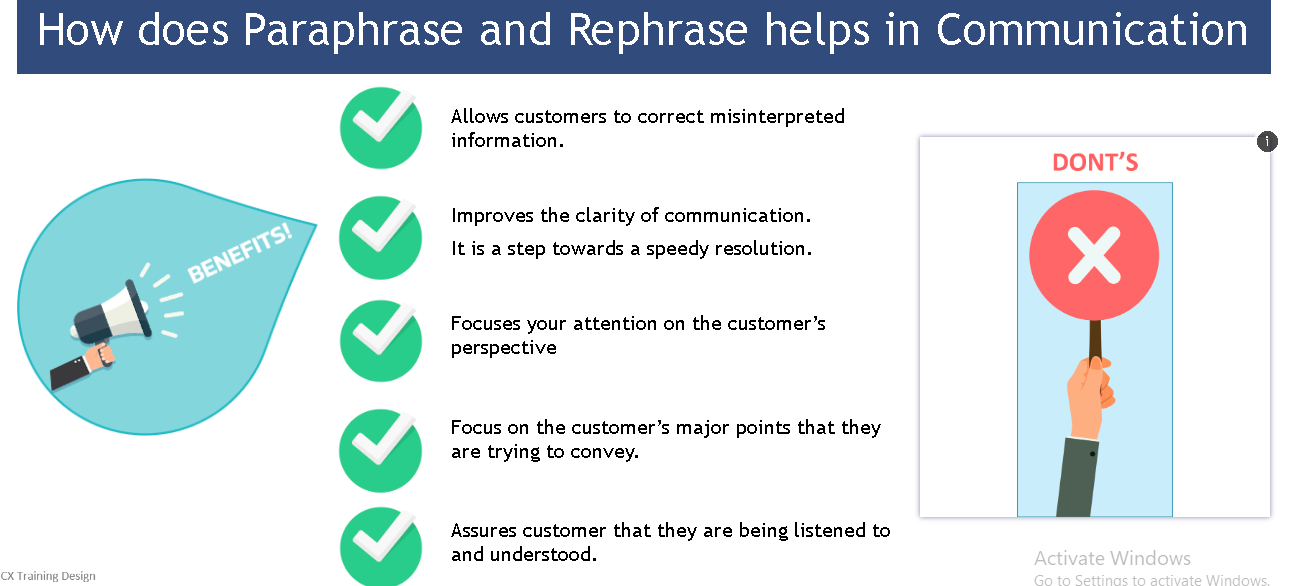 How does Paraphrase and Rephrase helps in Communication
Allows customers to correct misinterpreted
information.
Improves the clarity of communication.
It is a step towards a speedy resolution.
Focuses your attention on the customer’s
perspective
Focus on the customer’s major points that they
are trying to convey.
Assures customer that they are being listened to
and understood.
BENEFITS!
DONT’S
i
CX Training Design
Activate Windows
Go to Settings to activate Windows.